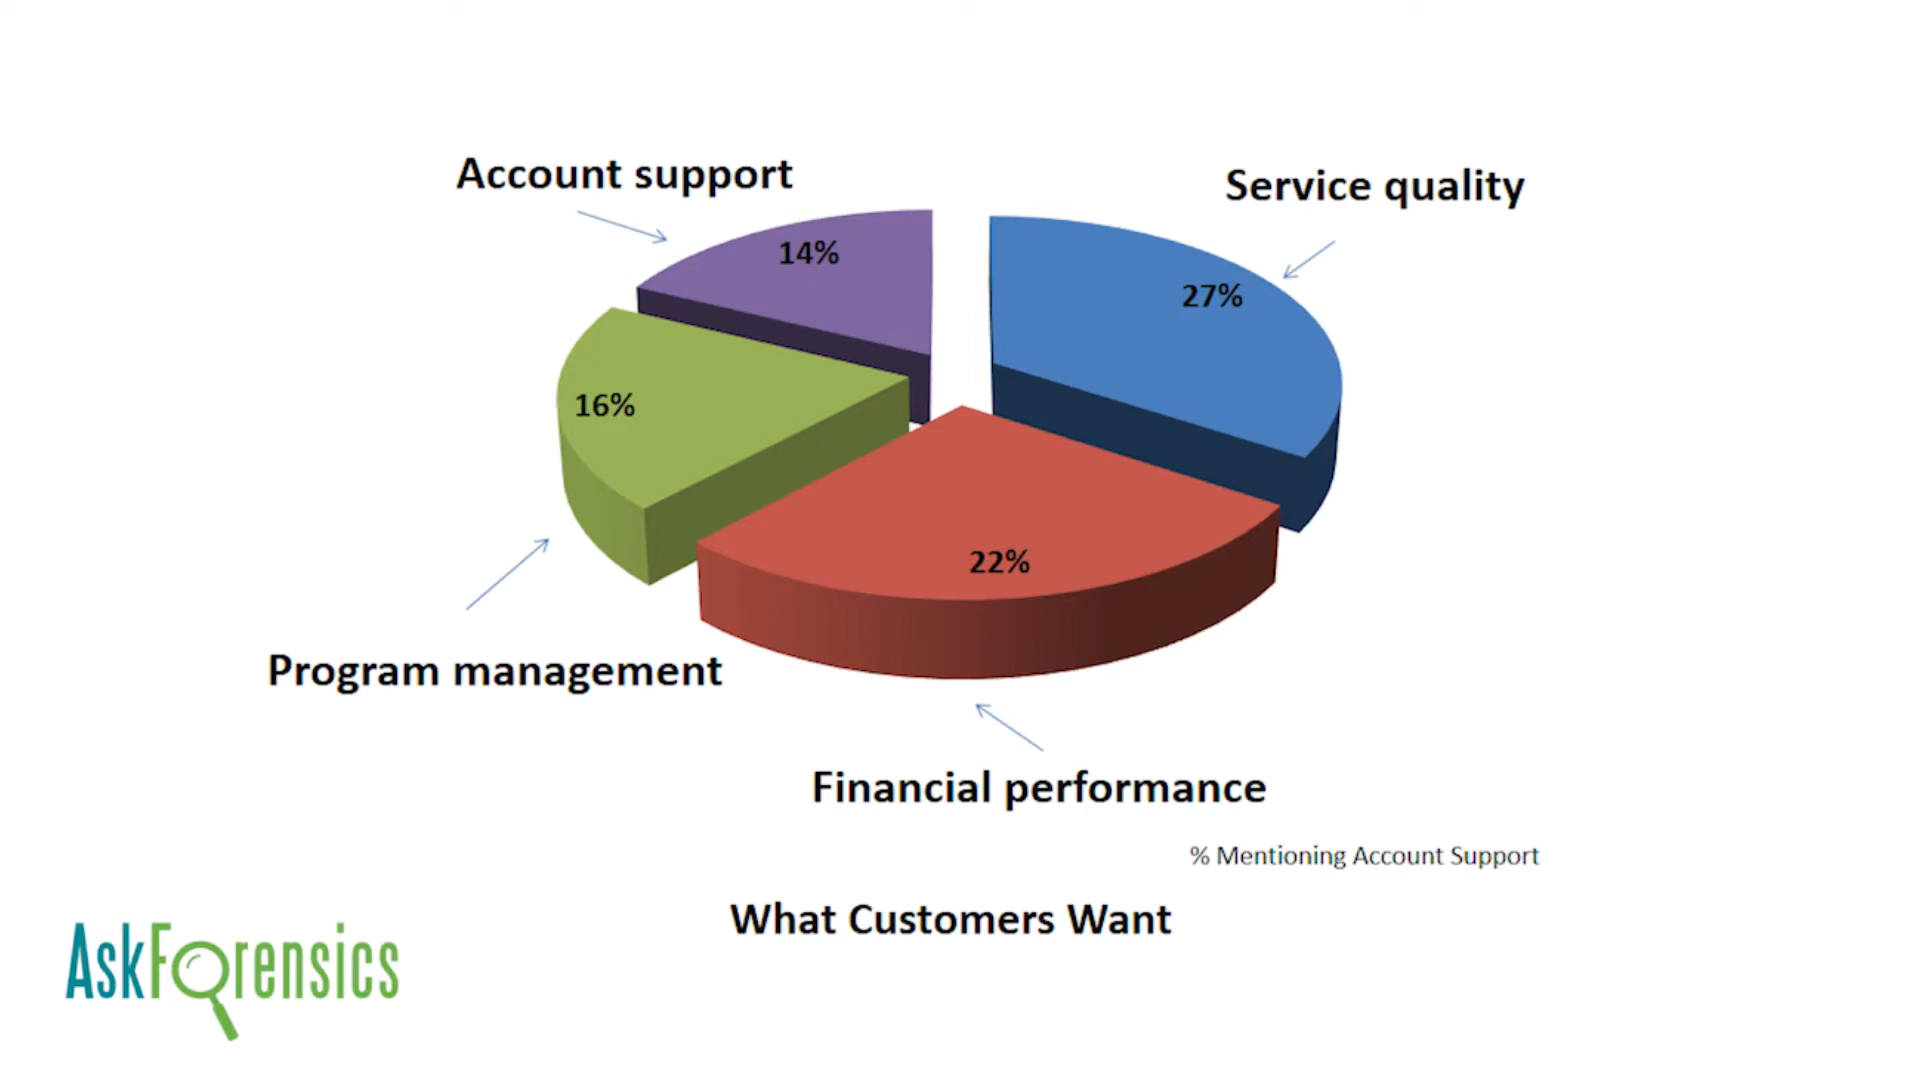 Account support
Service quality
14%
27%
16%
22%
Program management
Financial performance
% Mentioning Account Support
What Customers Want
AskForensics